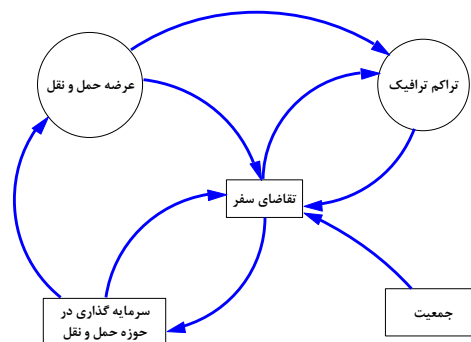 تراکم ترافیک
عرضه حمل و نقل
تقاضای سفر
جمعیت
سرمایه گذاری در
حوزه حمل و نقل